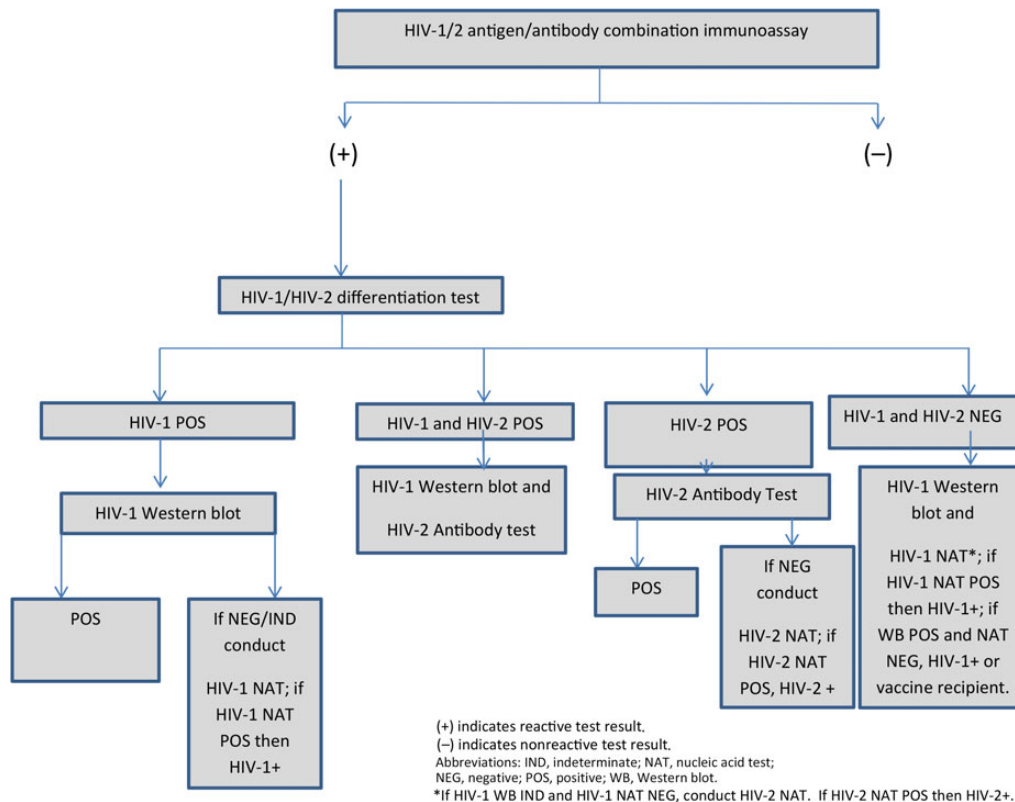 HIV-1/2 antigen/antibody combination immunoassay
(+)
(–)
HIV-1/HIV-2 differentiation test
HIV-1 POS
HIV-1 and HIV-2 POS
HIV-2 POS
HIV-1 and HIV-2 NEG
HIV-1 Western blot
HIV-1 Western blot and
HIV-2 Antibody test
HIV-2 Antibody Test
HIV-1 Western
blot and
HIV-1 NAT*; if
HIV-1 NAT POS
then HIV-1+; if
WB POS and NAT
NEG, HIV-1+ or
vaccine recipient.
POS
If NEG/IND
conduct
HIV-1 NAT; if
HIV-1 NAT
POS then
HIV-1+
POS
If NEG
conduct
HIV-2 NAT; if
HIV-2 NAT
POS, HIV-2 +
(+) indicates reactive test result.
(–) indicates nonreactive test result.
Abbreviations: IND, indeterminate; NAT, nucleic acid test;
NEG, negative; POS, positive; WB, Western blot.
*If HIV-1 WB IND and HIV-1 NAT NEG, conduct HIV-2 NAT. If HIV-2 NAT POS then HIV-2+.